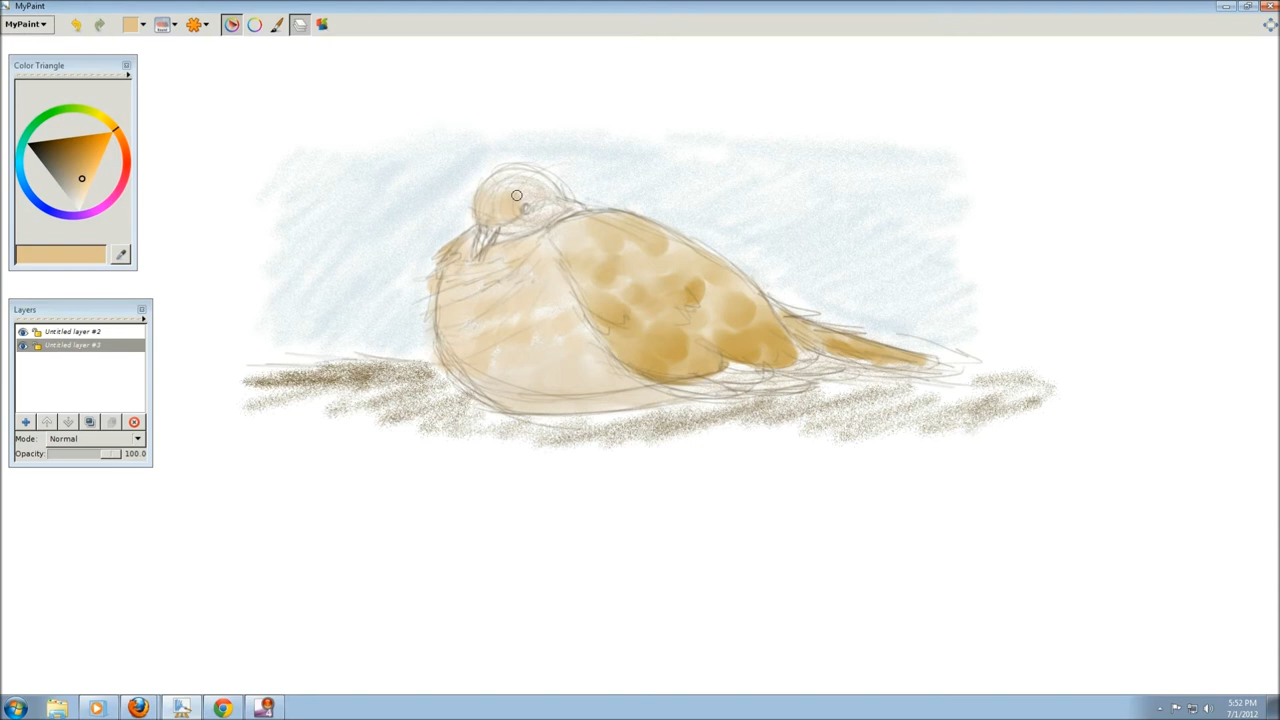 MyPaint
MyPaint
Color Triangle
Layers
Untitled layer #2
Untitled layer #3
Mode: Normal
Opacity: 100.0
5:52 PM
7/1/2012